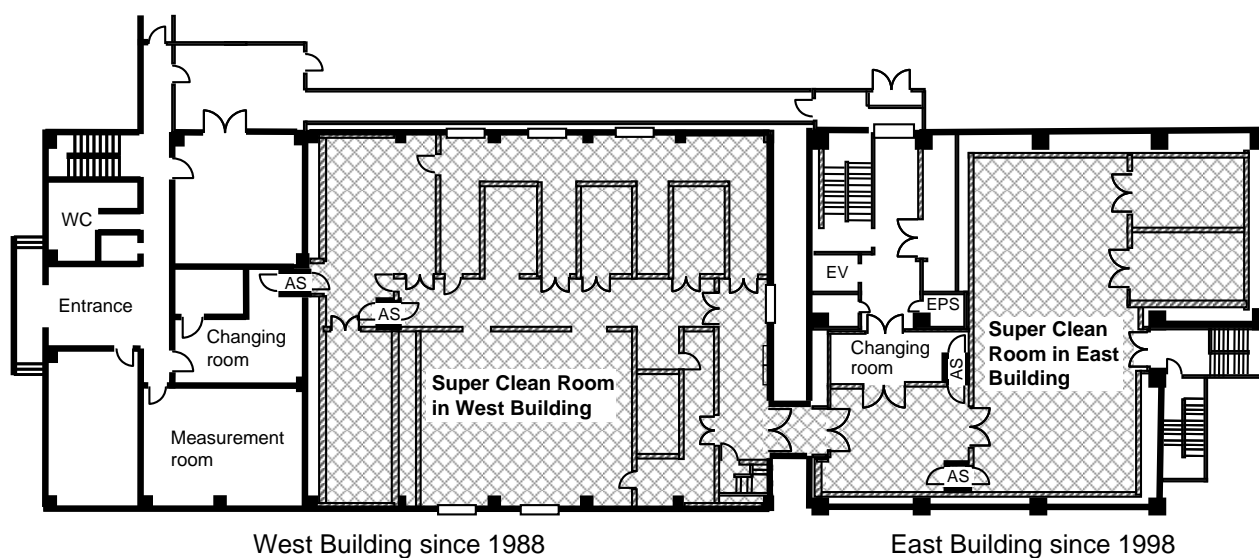 WC
Entrance
AS
Changing
room
Measurement
room
AS
Super Clean Room
in West Building
EV
EPS
Changing
room
AS
AS
Super Clean
Room in East
Building
West Building since 1988
East Building since 1998